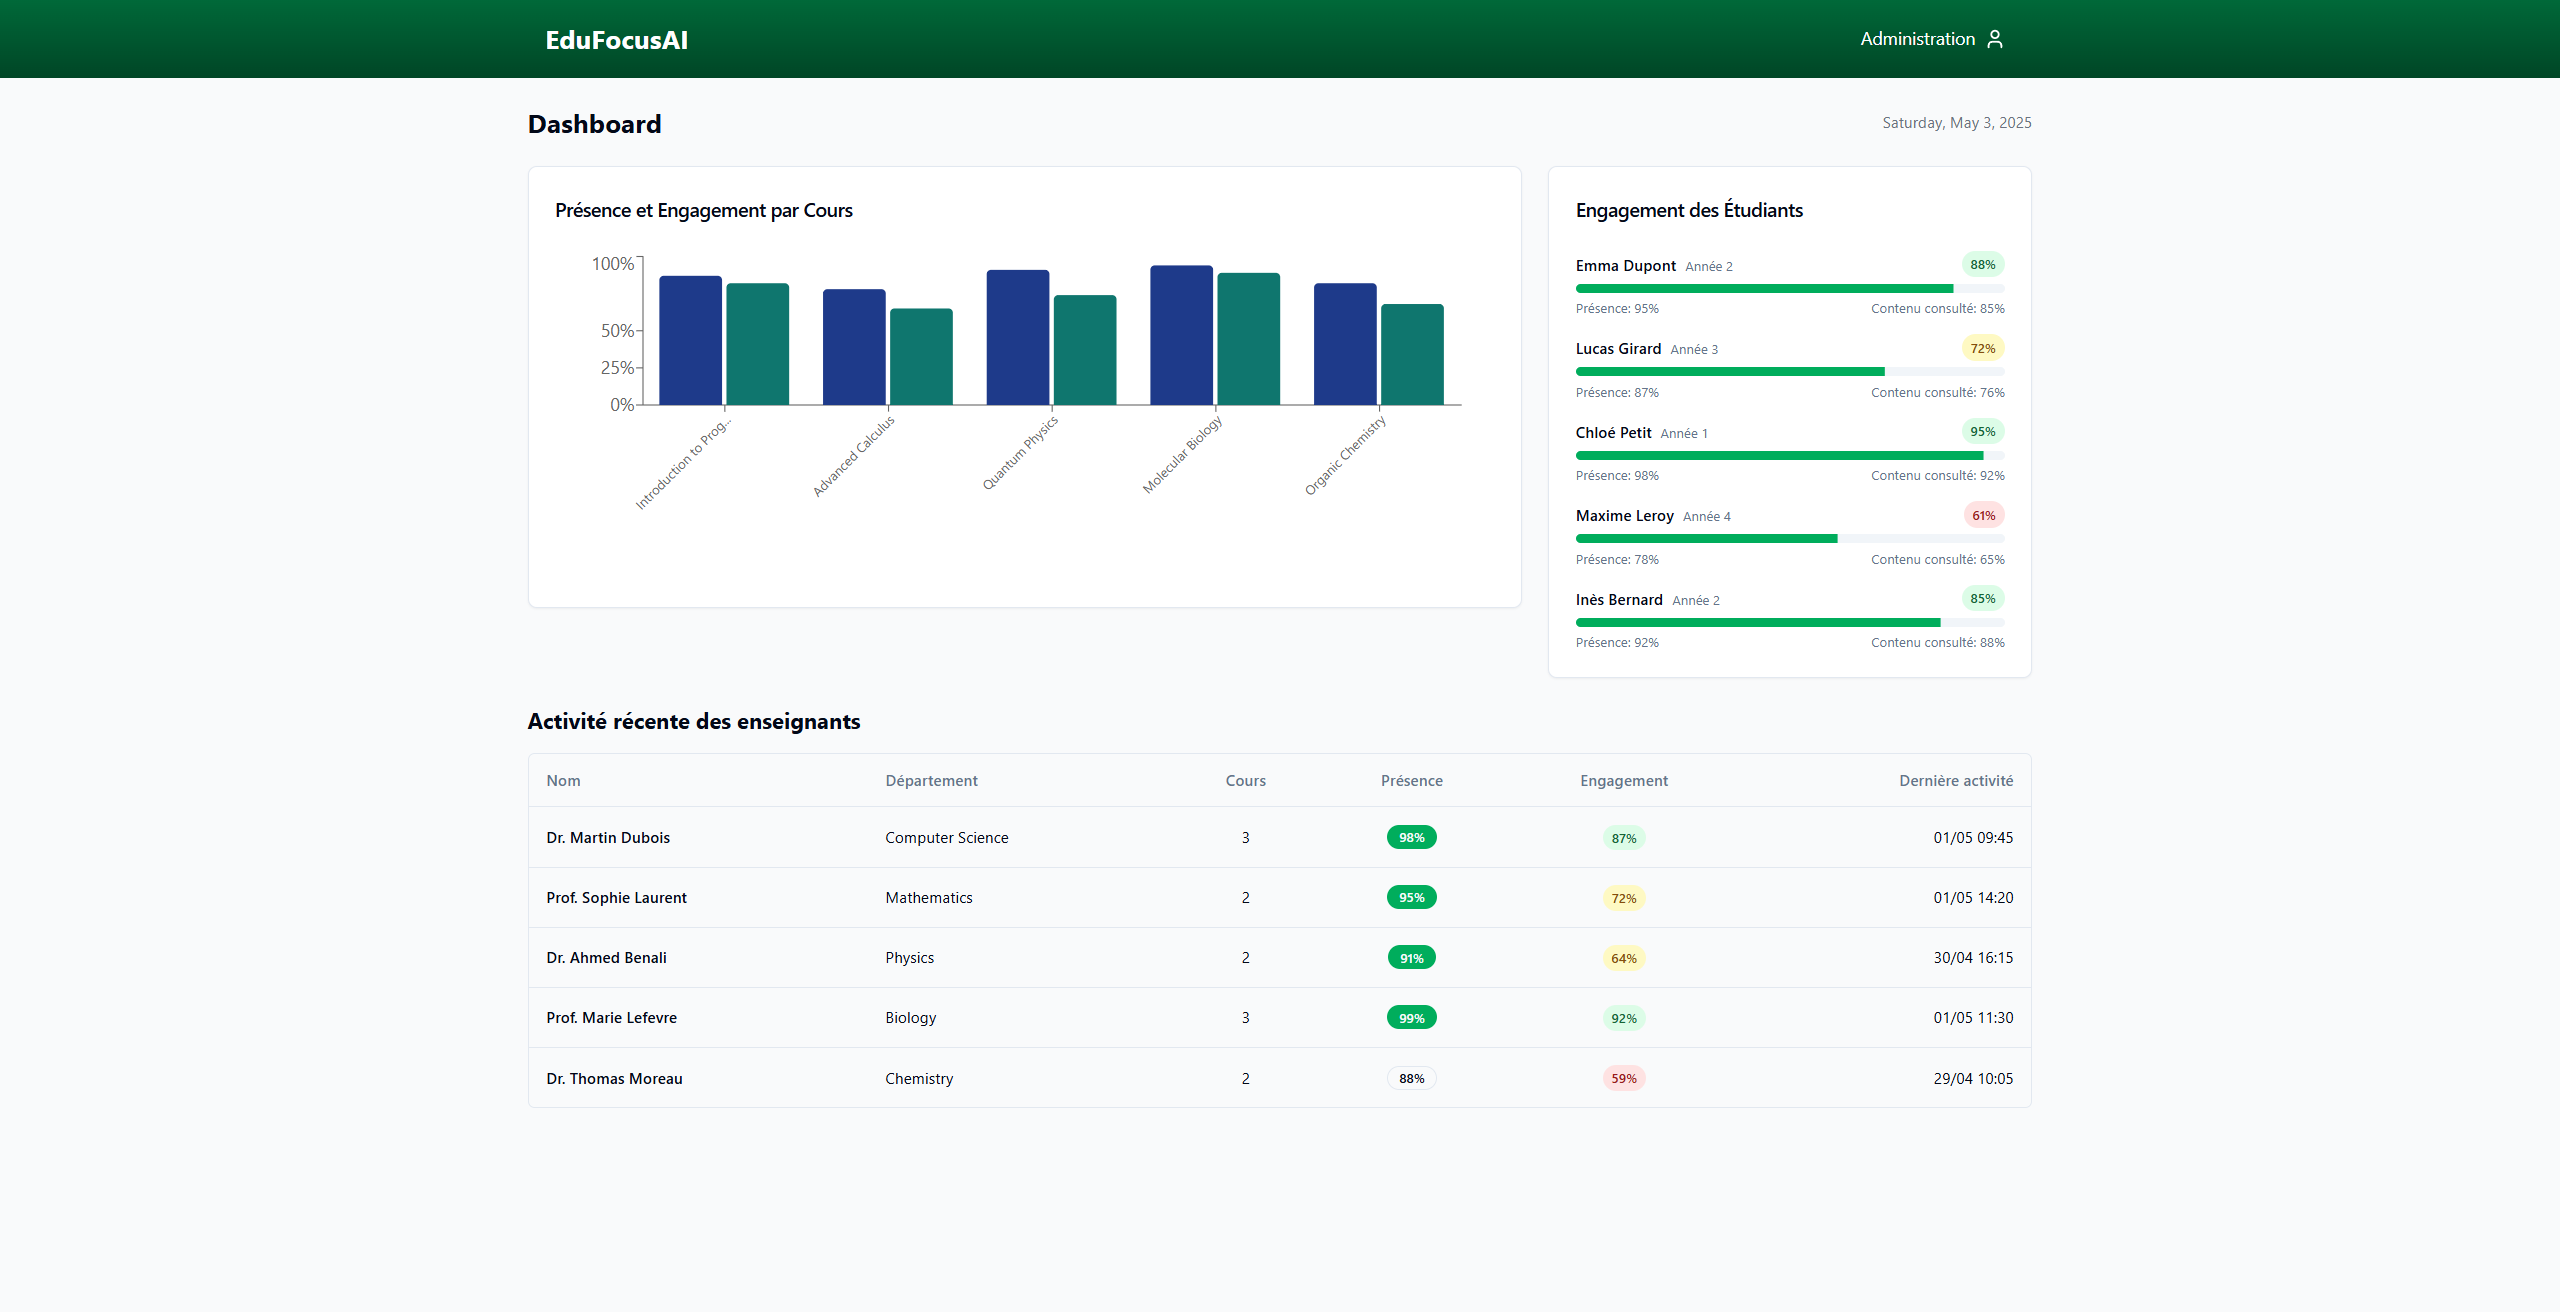 EduFocusAI
Administration
Dashboard
Saturday, May 3, 2025
Présence et Engagement par Cours
100%
50%
25%
0%
Introduction to Prog...
Advanced Calculus
Quantum Physics
Molecular Biology
Organic Chemistry
Engagement des Étudiants
Emma Dupont Année 2 88%
Présence: 95% Contenu consulté: 85%
Lucas Girard Année 3 72%
Présence: 87% Contenu consulté: 76%
Chloé Petit Année 1 95%
Présence: 98% Contenu consulté: 92%
Maxime Leroy Année 4 61%
Présence: 78% Contenu consulté: 65%
Inès Bernard Année 2 85%
Présence: 92% Contenu consulté: 88%
Activité récente des enseignants
Nom Département Cours Présence Engagement Dernière activité
Dr. Martin Dubois Computer Science 3 98% 87% 01/05 09:45
Prof. Sophie Laurent Mathematics 2 95% 72% 01/05 14:20
Dr. Ahmed Benali Physics 2 91% 64% 30/04 16:15
Prof. Marie Lefevre Biology 3 99% 92% 01/05 11:30
Dr. Thomas Moreau Chemistry 2 88% 59% 29/04 10:05